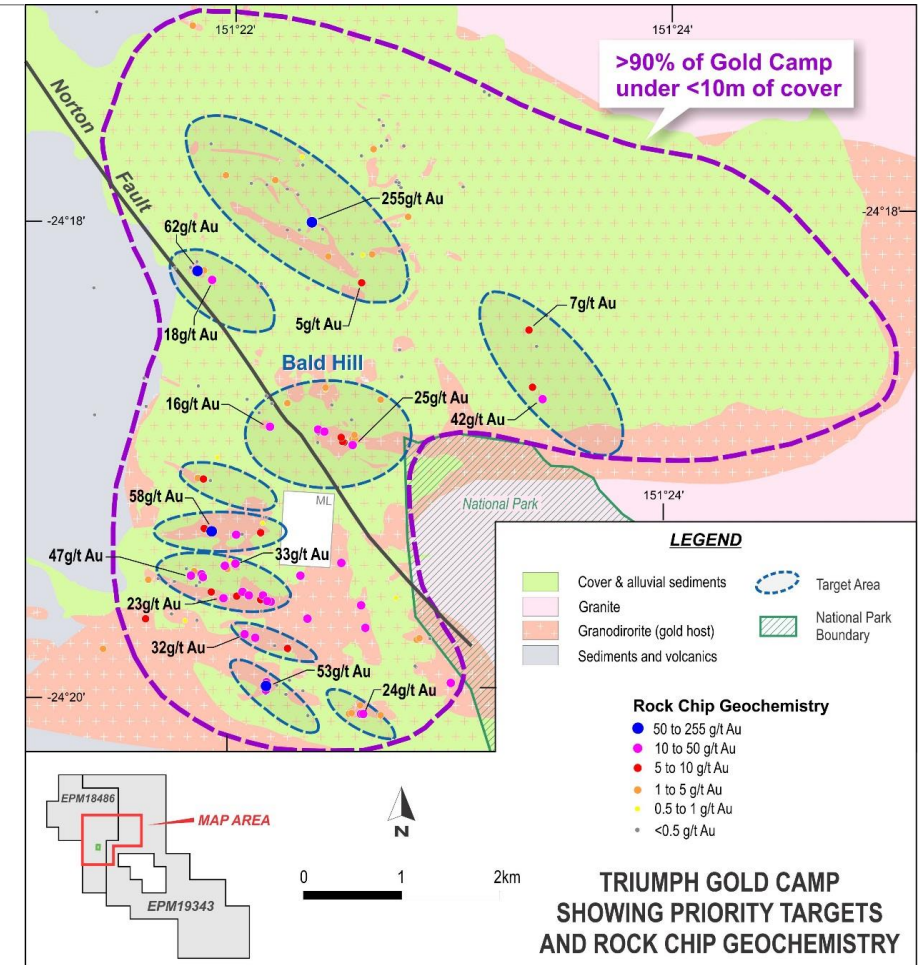 151°22'
151°24'
>90% of Gold Camp
under <10m of cover
Norton
Fault
-24°18'
-24°18'
255g/t Au
62g/t Au
18g/t Au
5g/t Au
7g/t Au
Bald Hill
16g/t Au
25g/t Au
42g/t Au
58g/t Au
ML
National Park
151°24'
47g/t Au
33g/t Au
23g/t Au
32g/t Au
53g/t Au
24g/t Au
-24°20'
LEGEND
Cover & alluvial sediments
Granite
Granodirorite (gold host)
Sediments and volcanics
Target Area
National Park
Boundary
Rock Chip Geochemistry
50 to 255 g/t Au
10 to 50 g/t Au
5 to 10 g/t Au
1 to 5 g/t Au
0.5 to 1 g/t Au
<0.5 g/t Au
EPM18486
MAP AREA
EPM19343
N
0 1 2km
TRIUMPH GOLD CAMP
SHOWING PRIORITY TARGETS
AND ROCK CHIP GEOCHEMISTRY